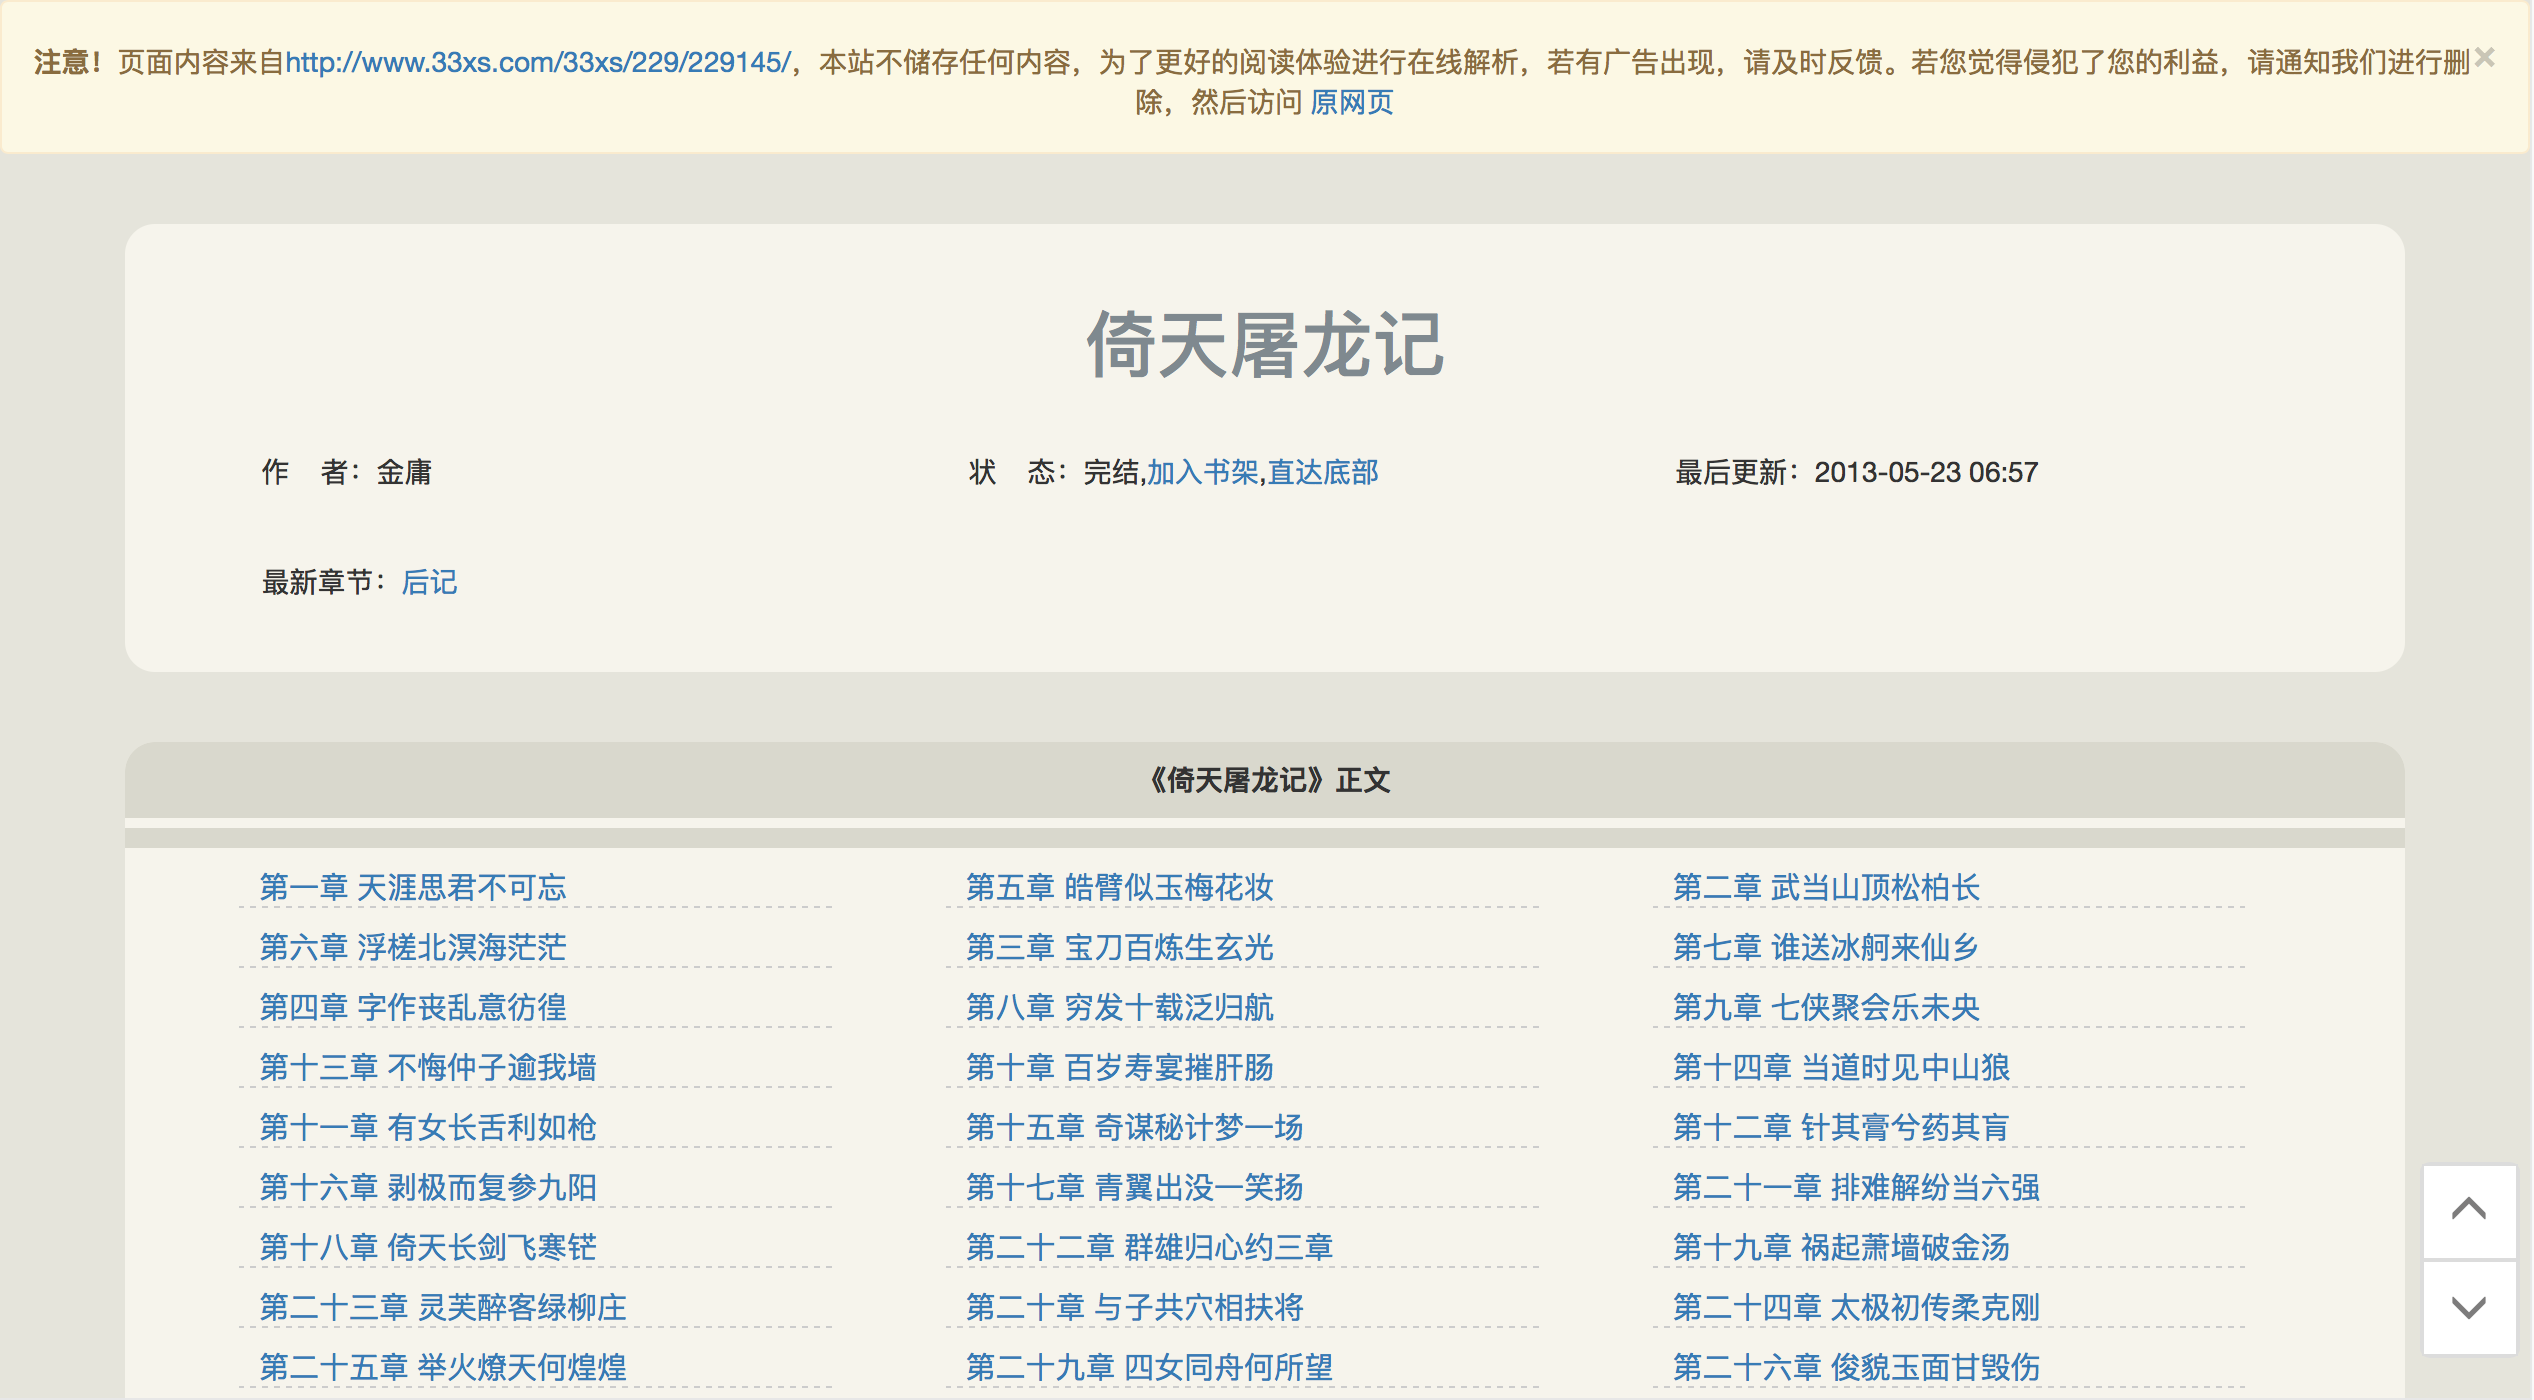 注意！页面内容来自http://www.33xs.com/33xs/229/229145/，本站不储存任何内容，为了更好的阅读体验进行在线解析，若有广告出现，请及时反馈。若您觉得侵犯了您的利益，请通知我们进行删
除，然后访问 原网页
×
倚天屠龙记
作　者：金庸
状　态：完结,加入书架,直达底部
最后更新：2013-05-23 06:57
最新章节：后记
《倚天屠龙记》正文
第一章 天涯思君不可忘
第五章 皓臂似玉梅花妆
第二章 武当山顶松柏长
第六章 浮槎北溟海茫茫
第三章 宝刀百炼生玄光
第七章 谁送冰舸来仙乡
第四章 字作丧乱意彷徨
第八章 穷发十载泛归航
第九章 七侠聚会乐未央
第十三章 不悔仲子逾我墙
第十章 百岁寿宴摧肝肠
第十四章 当道时见中山狼
第十一章 有女长舌利如枪
第十五章 奇谋秘计梦一场
第十二章 针其膏兮药其肓
第十六章 剥极而复参九阳
第十七章 青翼出没一笑扬
第二十一章 排难解纷当六强
第十八章 倚天长剑飞寒铓
第二十二章 群雄归心约三章
第十九章 祸起萧墙破金汤
第二十三章 灵芙醉客绿柳庄
第二十章 与子共穴相扶将
第二十四章 太极初传柔克刚
第二十五章 举火燎天何煌煌
第二十九章 四女同舟何所望
第二十六章 俊貌玉面甘毁伤